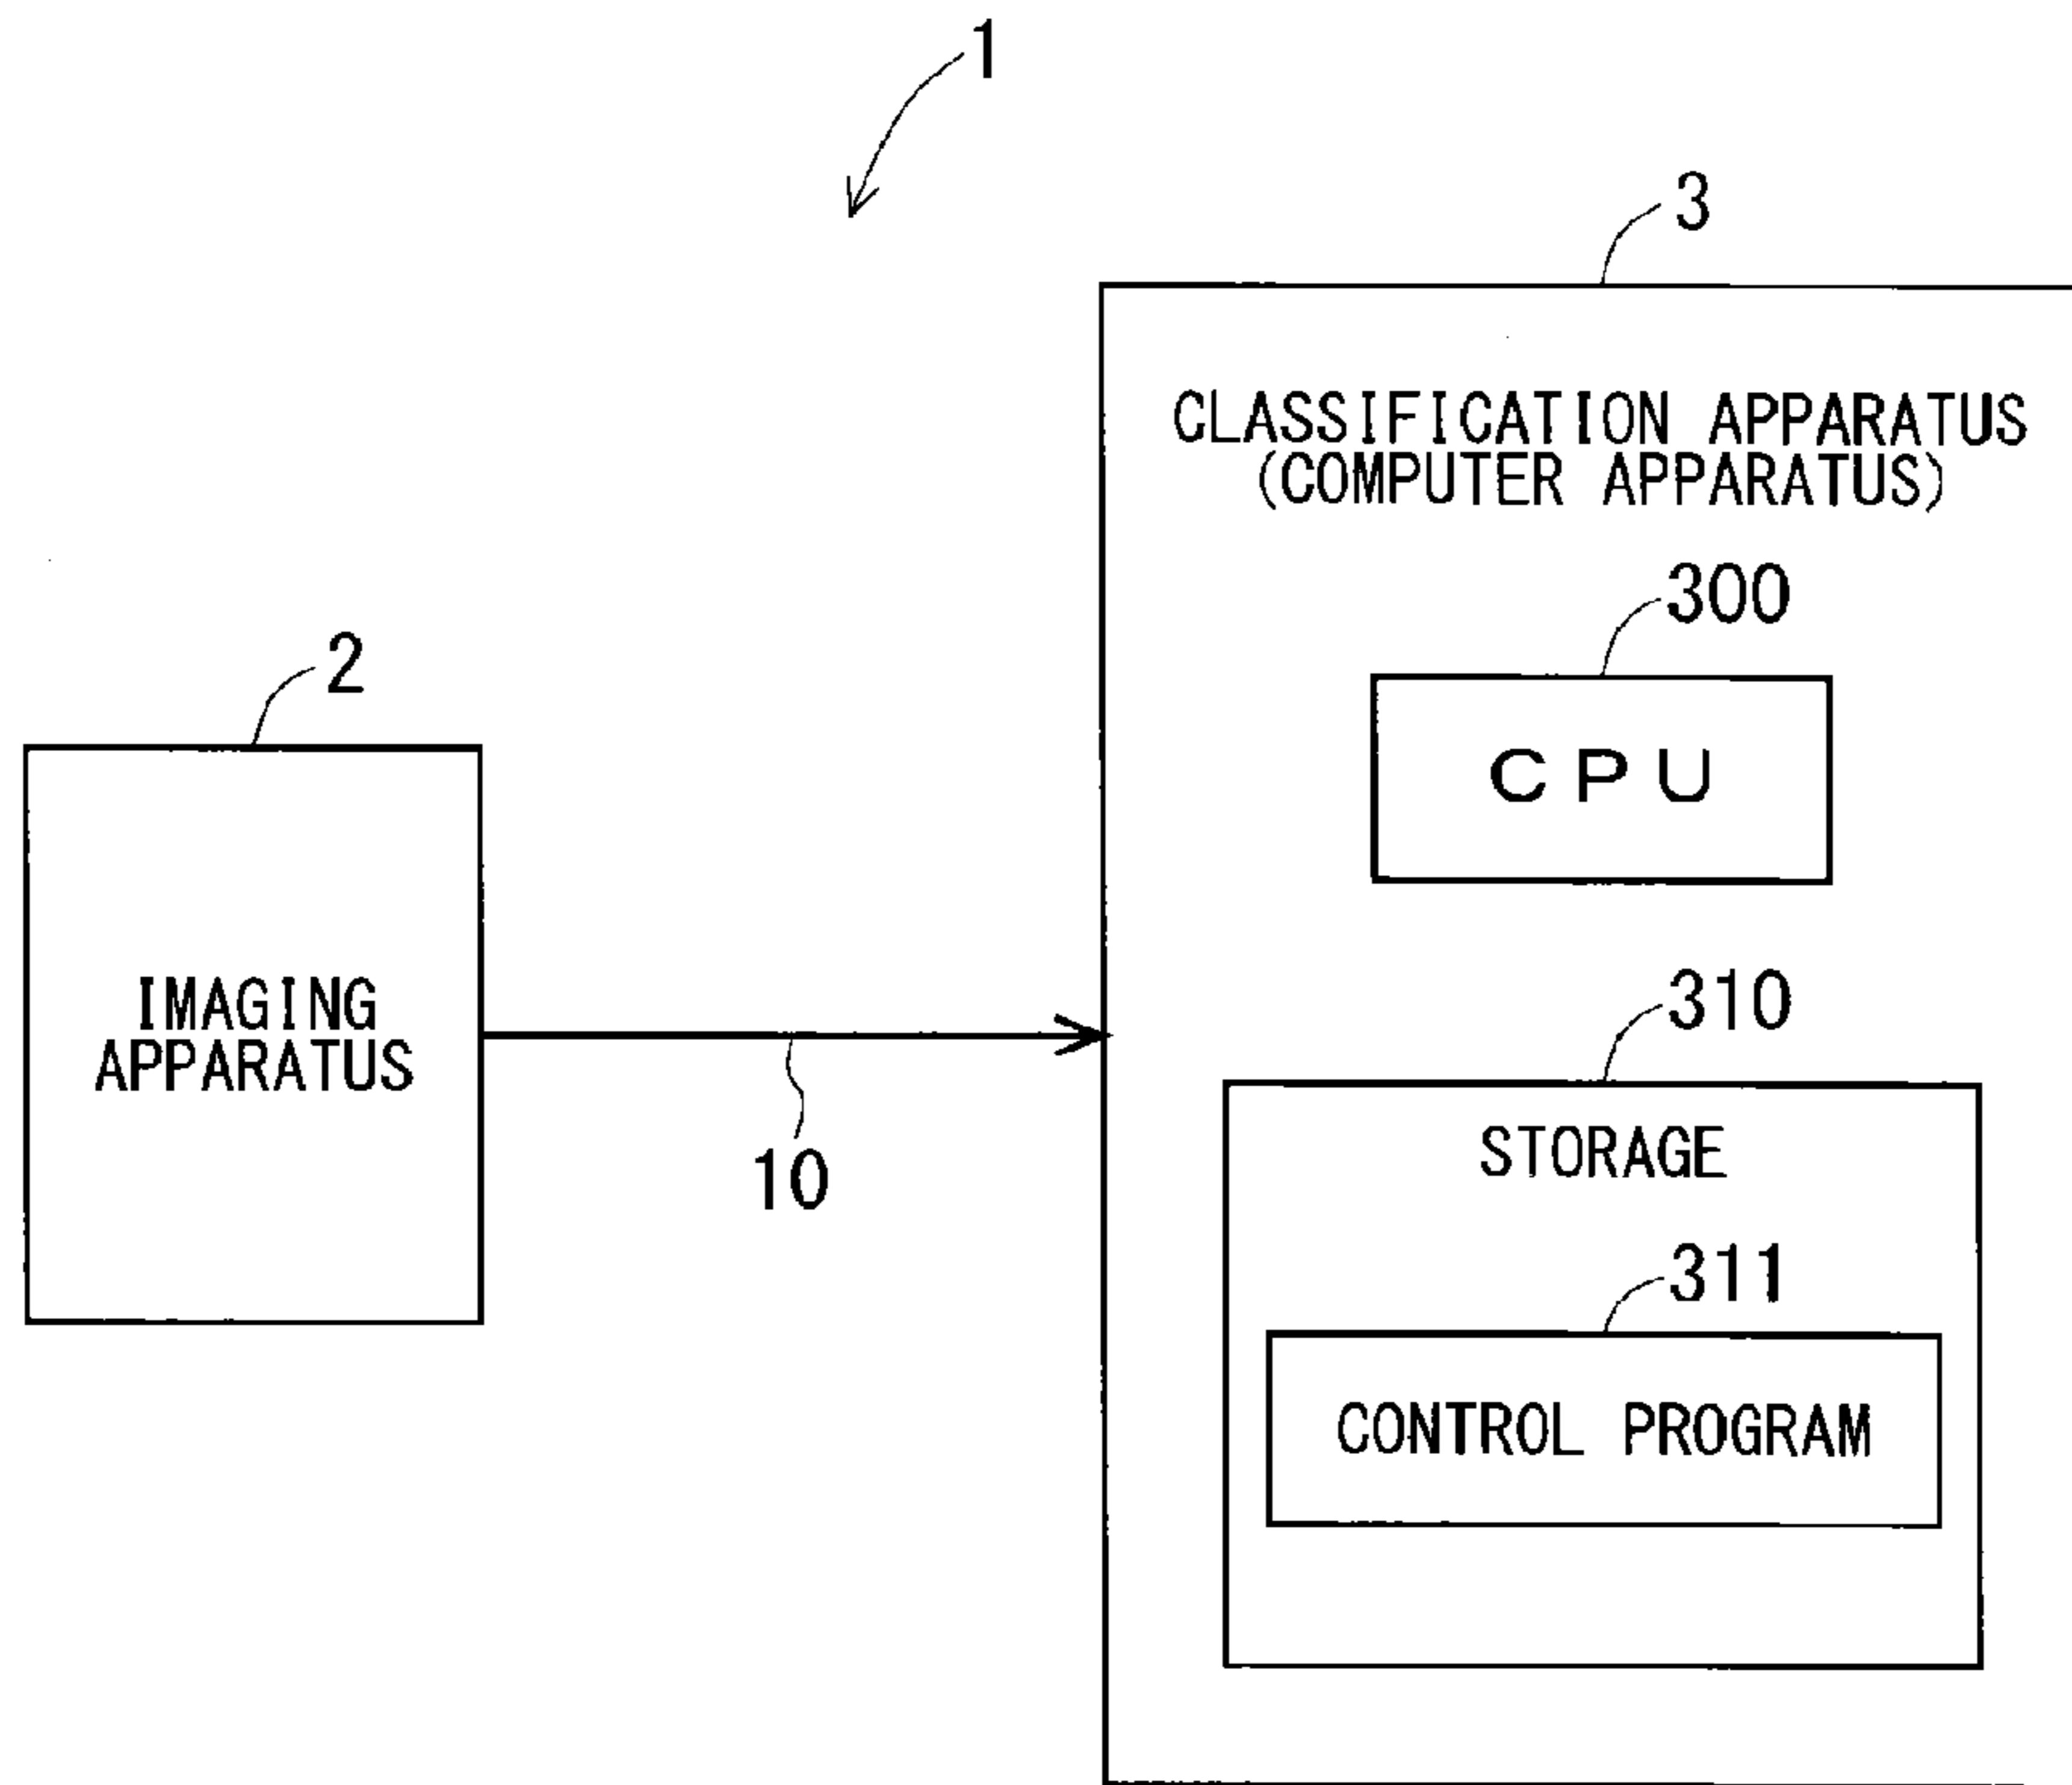 1
3
CLASSIFICATION APPARATUS
(COMPUTER APPARATUS)
300
CPU
2
IMAGING
APPARATUS
10
310
STORAGE
311
CONTROL PROGRAM